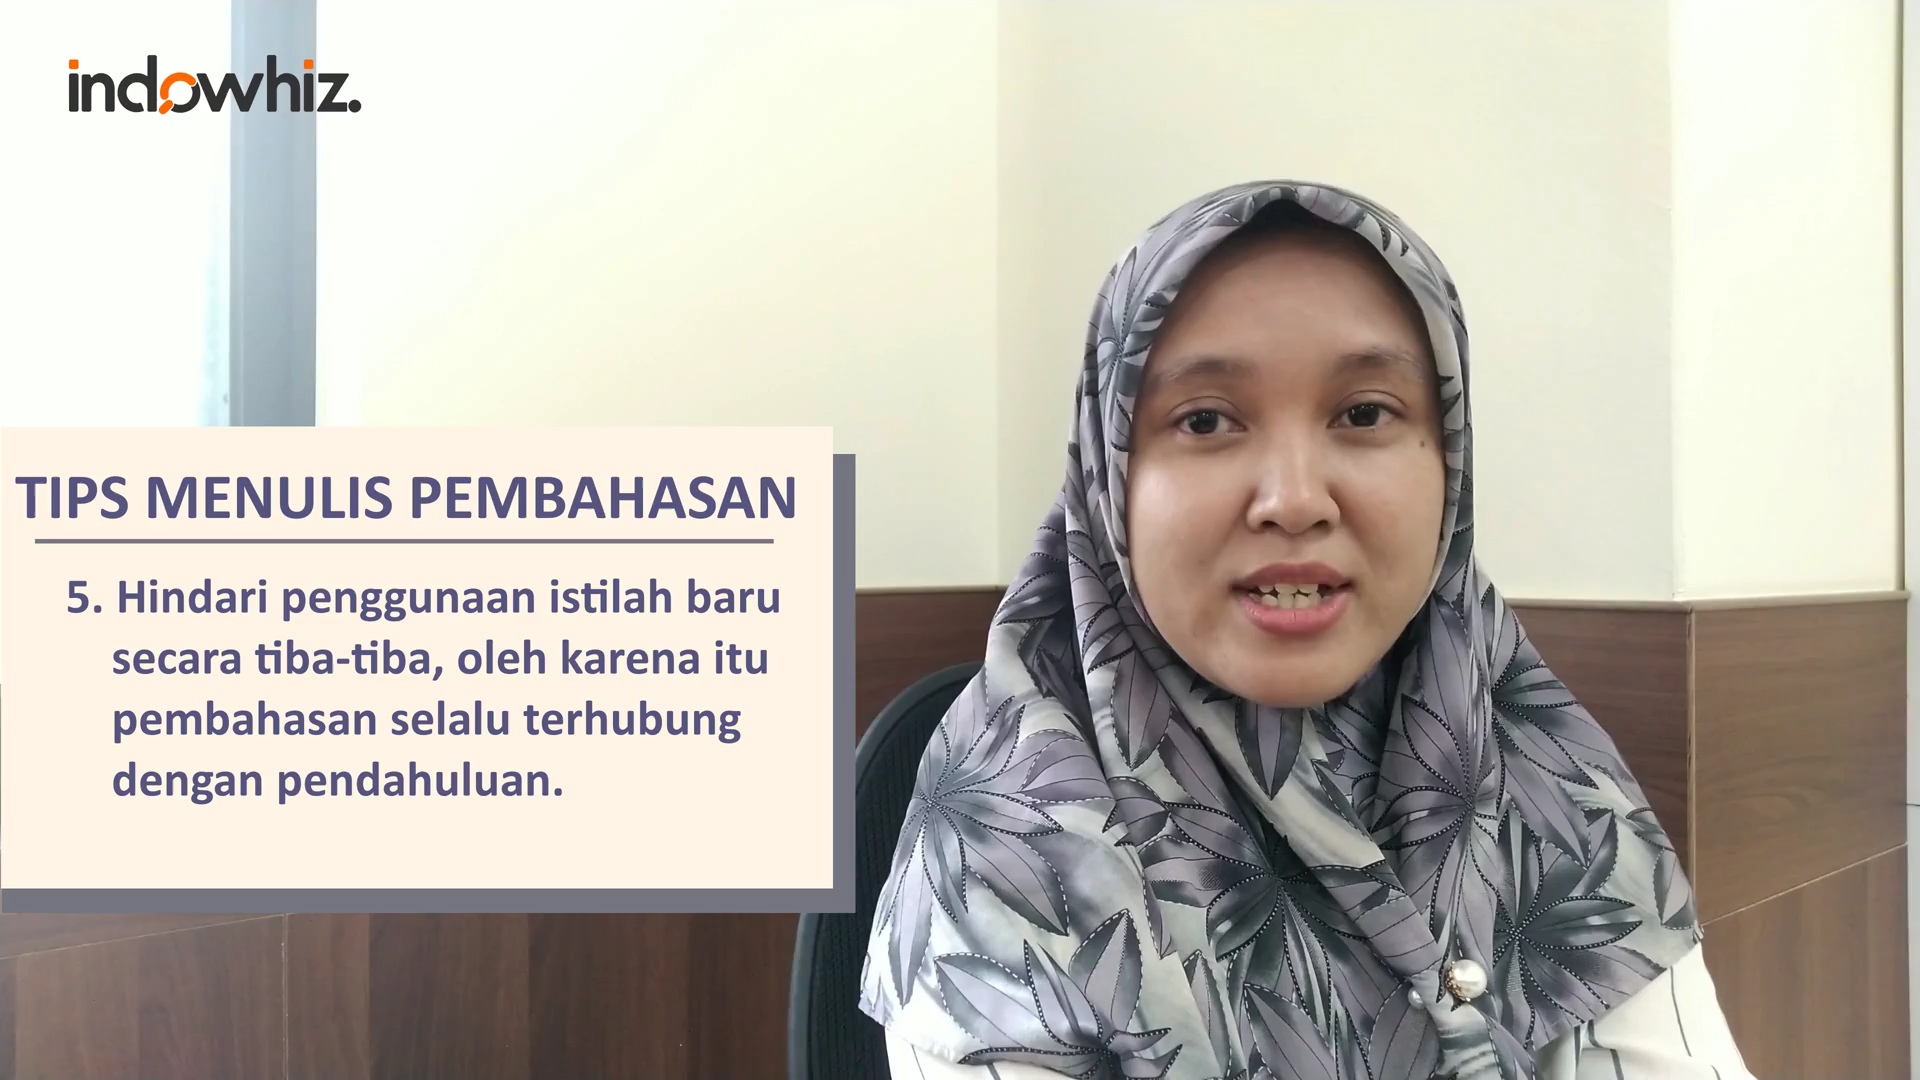 indowhiz.
TIPS MENULIS PEMBAHASAN
5. Hindari penggunaan istilah baru
secara tiba-tiba, oleh karena itu
pembahasan selalu terhubung
dengan pendahuluan.